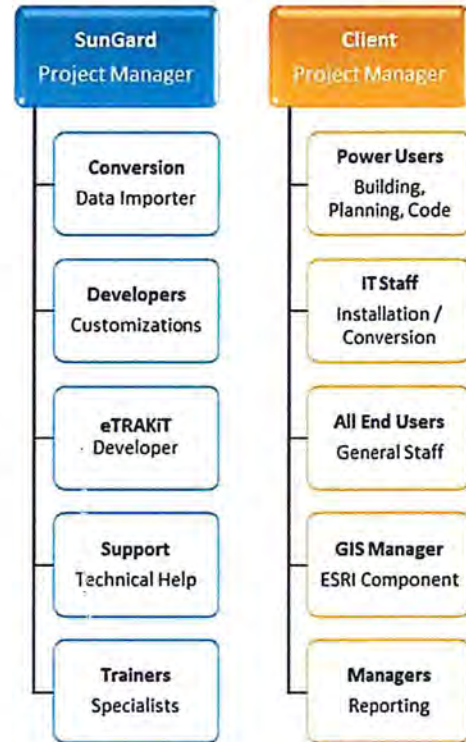 SunGard
Project Manager
Conversion
Data Importer
Developers
Customizations
eTRAKiT
Developer
Support
Technical Help
Trainers
Specialists
Client
Project Manager
Power Users
Building,
Planning, Code
IT Staff
Installation /
Conversion
All End Users
General Staff
GIS Manager
ESRI Component
Managers
Reporting